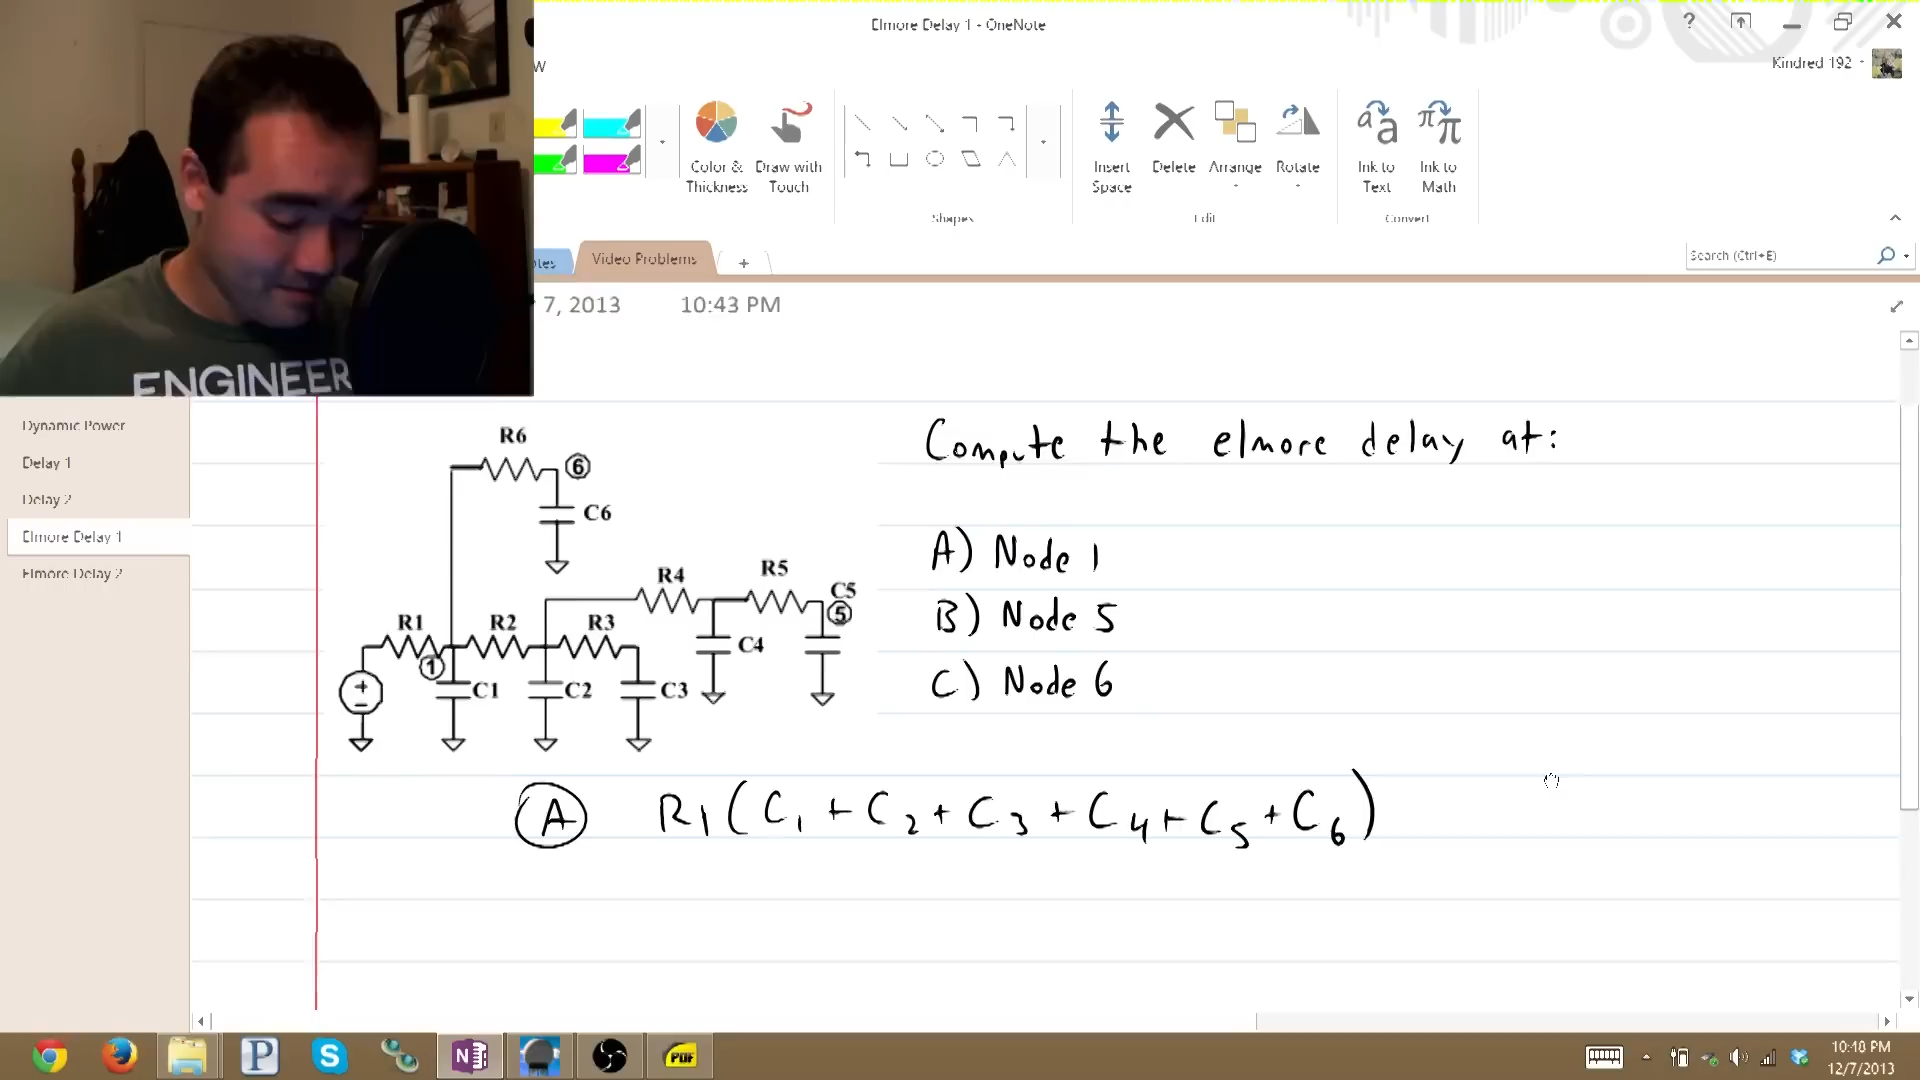 Elmore Delay 1 - OneNote
?
W
Kindred 192
Color & Thickness
Draw with Touch
Insert Space
Delete
Arrange
Rotate
Ink to Text
Ink to Math
Shapes
Edit
Convert
Video Problems
+
Search (Ctrl+E)
7, 2013 10:43 PM
ENGINEER
Dynamic Power
Delay 1
Delay 2
Elmore Delay 1
Elmore Delay 2
R6
6
C6
R4
R5
C5
5
R1
R2
R3
C4
1
C1
C2
C3
Compute the elmore delay at:
A) Node 1
B) Node 5
C) Node 6
A R1(C1 + C2 + C3 + C4 + C5 + C6)
10:48 PM
12/7/2013